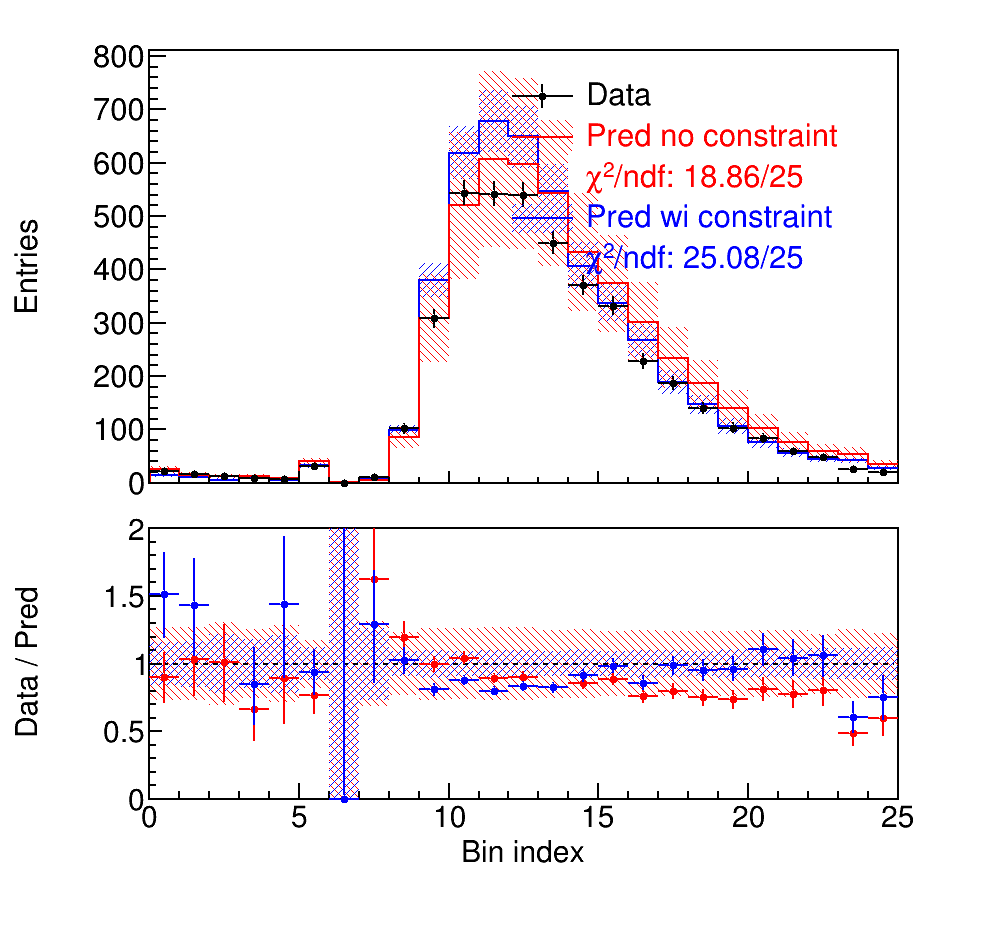 800
700
600
500
400
300
200
100
0
Entries
Data
Pred no constraint
χ²/ndf: 18.86/25
Pred wi constraint
χ²/ndf: 25.08/25
2
1.5
1
0.5
0
Data / Pred
0 5 10 15 20 25
Bin index